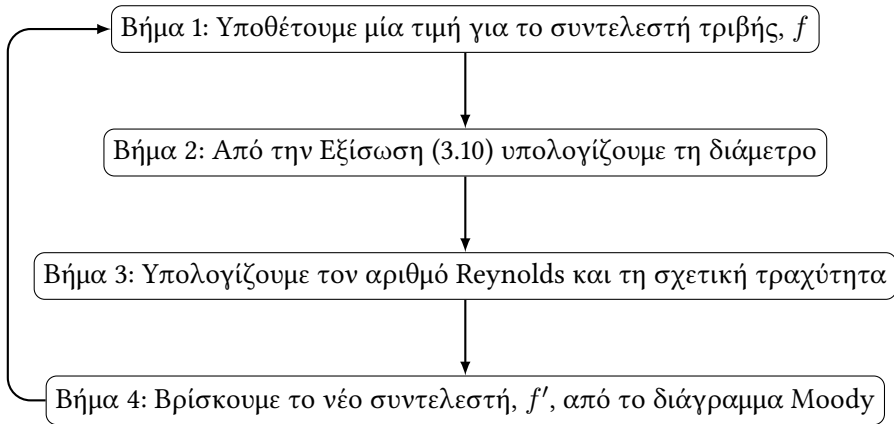 Βήμα 1: Υποθέτουμε μία τιμή για το συντελεστή τριβής, f
Βήμα 2: Από την Εξίσωση (3.10) υπολογίζουμε τη διάμετρο
Βήμα 3: Υπολογίζουμε τον αριθμό Reynolds και τη σχετική τραχύτητα
Βήμα 4: Βρίσκουμε το νέο συντελεστή, f′, από το διάγραμμα Moody